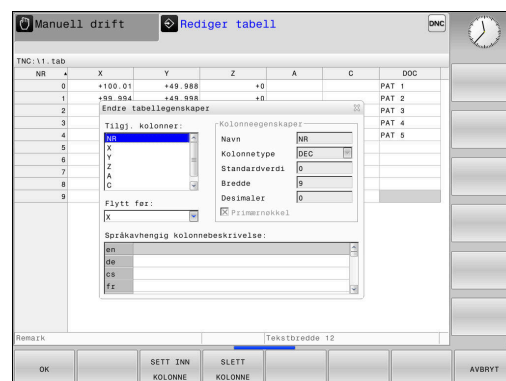 Manuell drift
Rediger tabell
DNC
TNC:\1.tab
NR X Y Z A C DOC
0 +100.01 +49.988 +0 PAT 1
1 +99.994 +49.998 +0 PAT 2
2 PAT 3
3 PAT 4
4 PAT 5
5
6
7
8
9
Endre tabellegenskaper
Tilgj. kolonner:
NR
X
Y
Z
A
C
Flytt før:
X
Kolonneegenskaper
Navn NR
Kolonnetype DEC
Standardverdi 0
Bredde 9
Desimaler 0
Primærnøkkel
Språkavhengig kolonnebeskrivelse:
en
de
cs
fr
Remark
Tekstbredde 12
OK
SETT INN
KOLONNE
SLETT
KOLONNE
AVBRYT